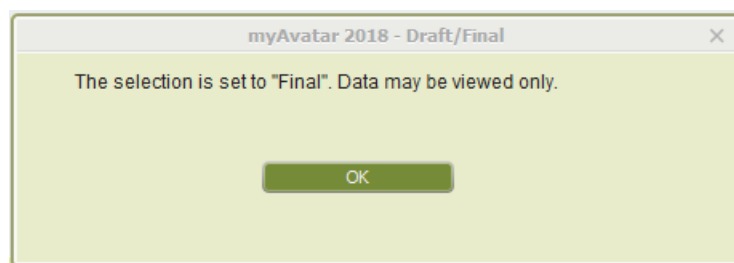 myAvatar 2018 - Draft/Final
The selection is set to "Final". Data may be viewed only.
OK